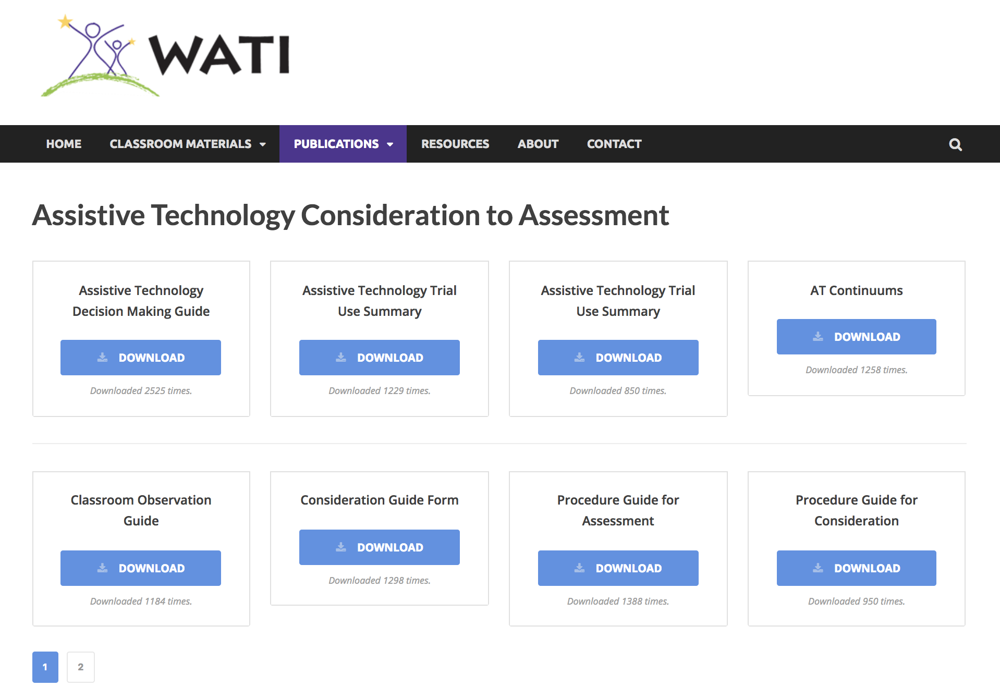 WATI
HOME CLASSROOM MATERIALS PUBLICATIONS RESOURCES ABOUT CONTACT
Assistive Technology Consideration to Assessment
Assistive Technology
Decision Making Guide
DOWNLOAD
Downloaded 2525 times.
Assistive Technology Trial
Use Summary
DOWNLOAD
Downloaded 1229 times.
Assistive Technology Trial
Use Summary
DOWNLOAD
Downloaded 850 times.
AT Continuums
DOWNLOAD
Downloaded 1258 times.
Classroom Observation
Guide
DOWNLOAD
Downloaded 1184 times.
Consideration Guide Form
DOWNLOAD
Downloaded 1298 times.
Procedure Guide for
Assessment
DOWNLOAD
Downloaded 1388 times.
Procedure Guide for
Consideration
DOWNLOAD
Downloaded 950 times.
1 2